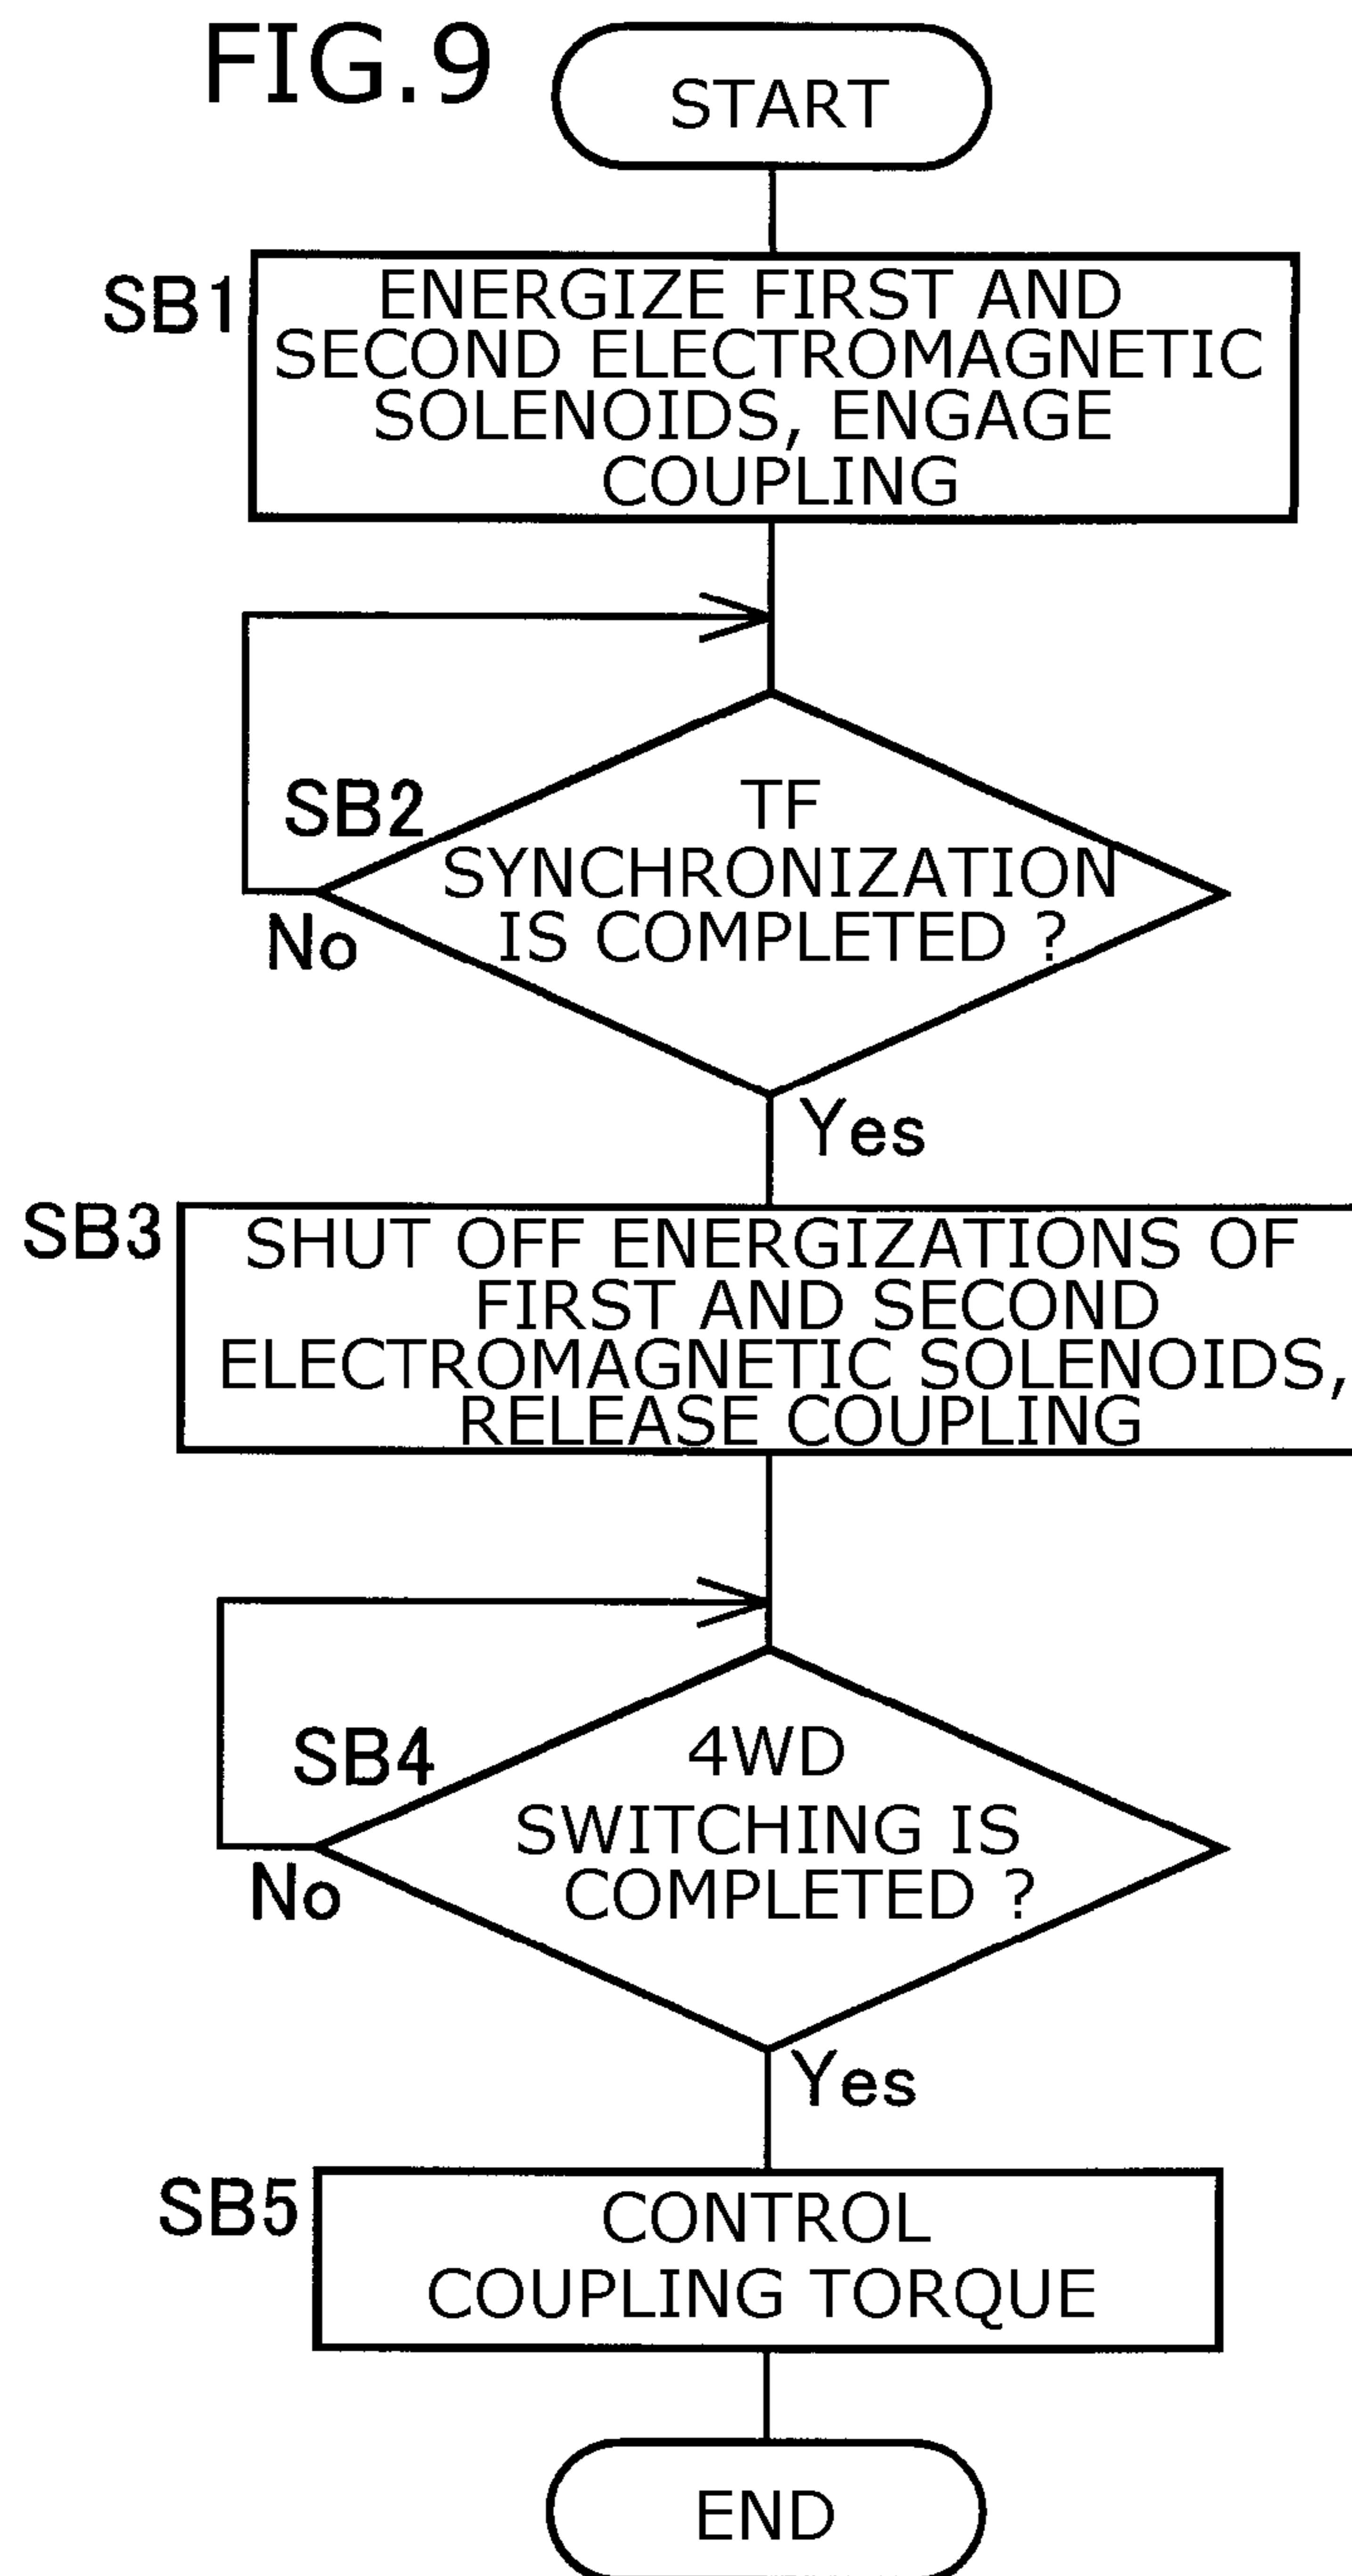 FIG.9
START
SB1
ENERGIZE FIRST AND
SECOND ELECTROMAGNETIC
SOLENOIDS, ENGAGE
COUPLING
SB2
TF
SYNCHRONIZATION
IS COMPLETED ?
No
Yes
SB3
SHUT OFF ENERGIZATIONS OF
FIRST AND SECOND
ELECTROMAGNETIC SOLENOIDS,
RELEASE COUPLING
SB4
4WD
SWITCHING IS
COMPLETED ?
No
Yes
SB5
CONTROL
COUPLING TORQUE
END